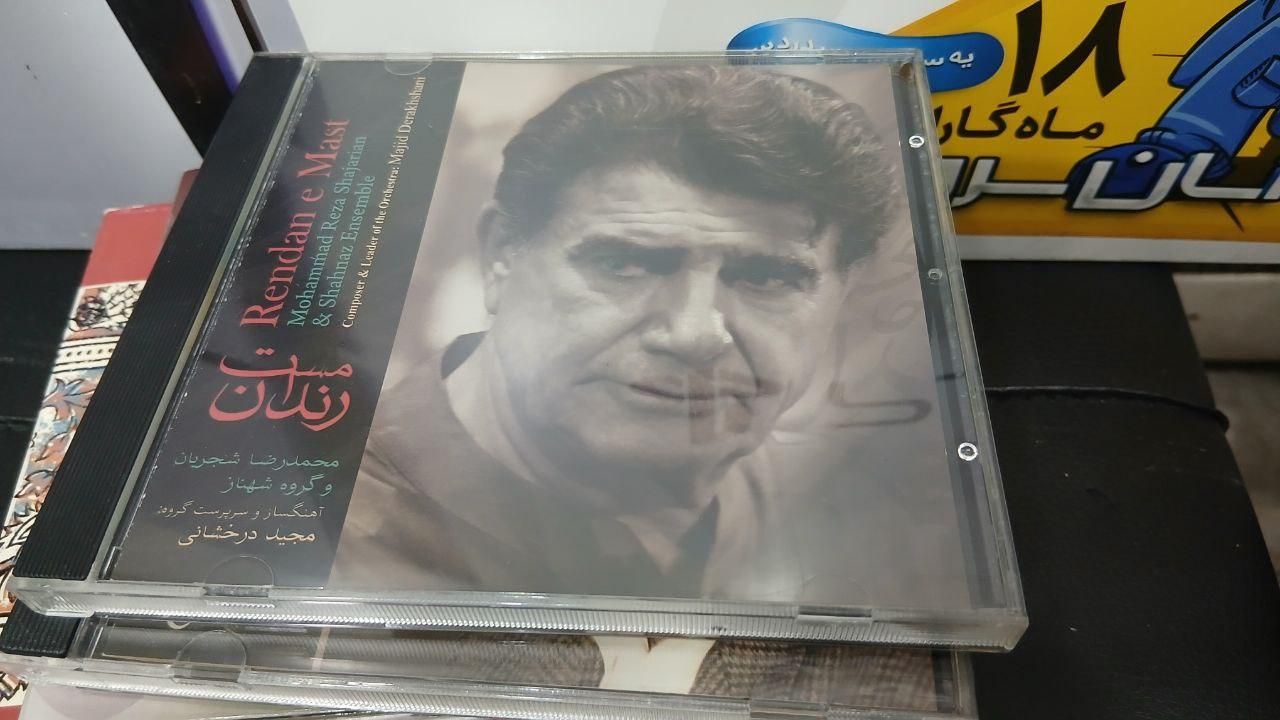 Rendan e Mast
Mohammad Reza Shajarian
& Shahnaz Ensemble
Composer & Leader of the Orchestra: Majid Derakhshani
رندان مست
محمدرضا شجریان
و گروه شهناز
آهنگساز و سرپرست گروه:
مجید درخشانی
یه
۱۸
ماه